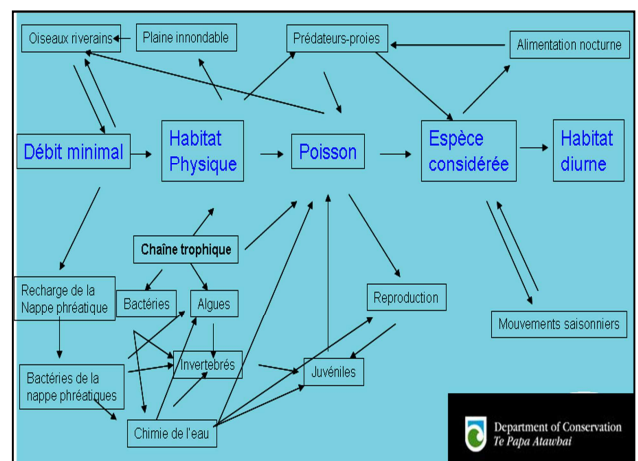 Oiseaux riverains
Plaine innondable
Prédateurs-proies
Alimentation nocturne
Débit minimal
Habitat
Physique
Poisson
Espèce
considérée
Habitat
diurne
Chaîne trophique
Recharge de la
Nappe phréatique
Bactéries
Algues
Reproduction
Mouvements saisonniers
Invertebrés
Juvéniles
Bactéries de la
nappe phréatiques
Chimie de l'eau
Department of Conservation
Te Papa Atawbai